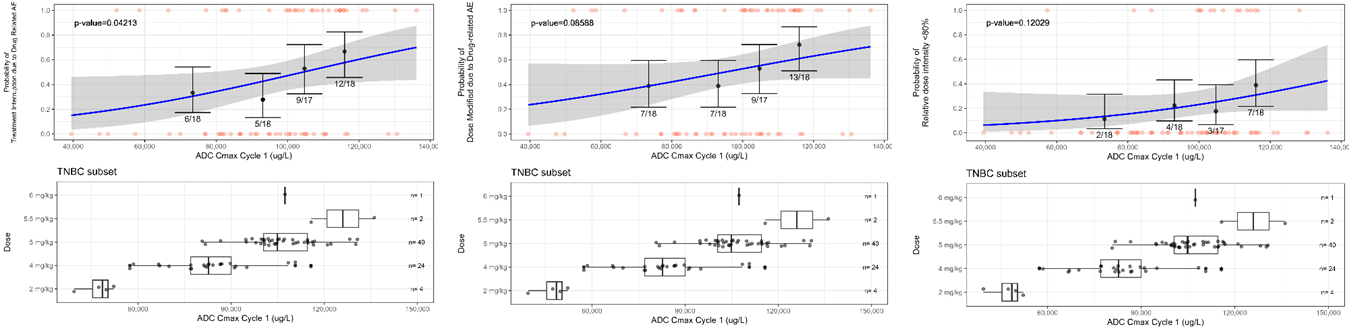 Probability of
Treatment Interruption due to Drug Related AE
1.0
0.8
0.6
0.4
0.2
0.0
p-value=0.04213
6/18
5/18
9/17
12/18
40,000
60,000
80,000
100,000
120,000
140,000
ADC Cmax Cycle 1 (ug/L)
Probability of
Dose Modified due to Drug-related AE
1.0
0.8
0.6
0.4
0.2
0.0
p-value=0.08588
7/18
7/18
9/17
13/18
40,000
60,000
80,000
100,000
120,000
140,000
ADC Cmax Cycle 1 (ug/L)
Probability of
Relative dose intensity <80%
1.0
0.8
0.6
0.4
0.2
0.0
p-value=0.12029
2/18
4/18
3/17
7/18
40,000
60,000
80,000
100,000
120,000
140,000
ADC Cmax Cycle 1 (ug/L)
TNBC subset
Dose
6 mg/kg
5.5 mg/kg
5 mg/kg
4 mg/kg
2 mg/kg
n= 1
n= 2
n= 40
n= 24
n= 4
60,000
90,000
120,000
150,000
ADC Cmax Cycle 1 (ug/L)
TNBC subset
Dose
6 mg/kg
5.5 mg/kg
5 mg/kg
4 mg/kg
2 mg/kg
n= 1
n= 2
n= 40
n= 24
n= 4
60,000
90,000
120,000
150,000
ADC Cmax Cycle 1 (ug/L)
TNBC subset
Dose
6 mg/kg
5.5 mg/kg
5 mg/kg
4 mg/kg
2 mg/kg
n= 1
n= 2
n= 40
n= 24
n= 4
60,000
90,000
120,000
150,000
ADC Cmax Cycle 1 (ug/L)